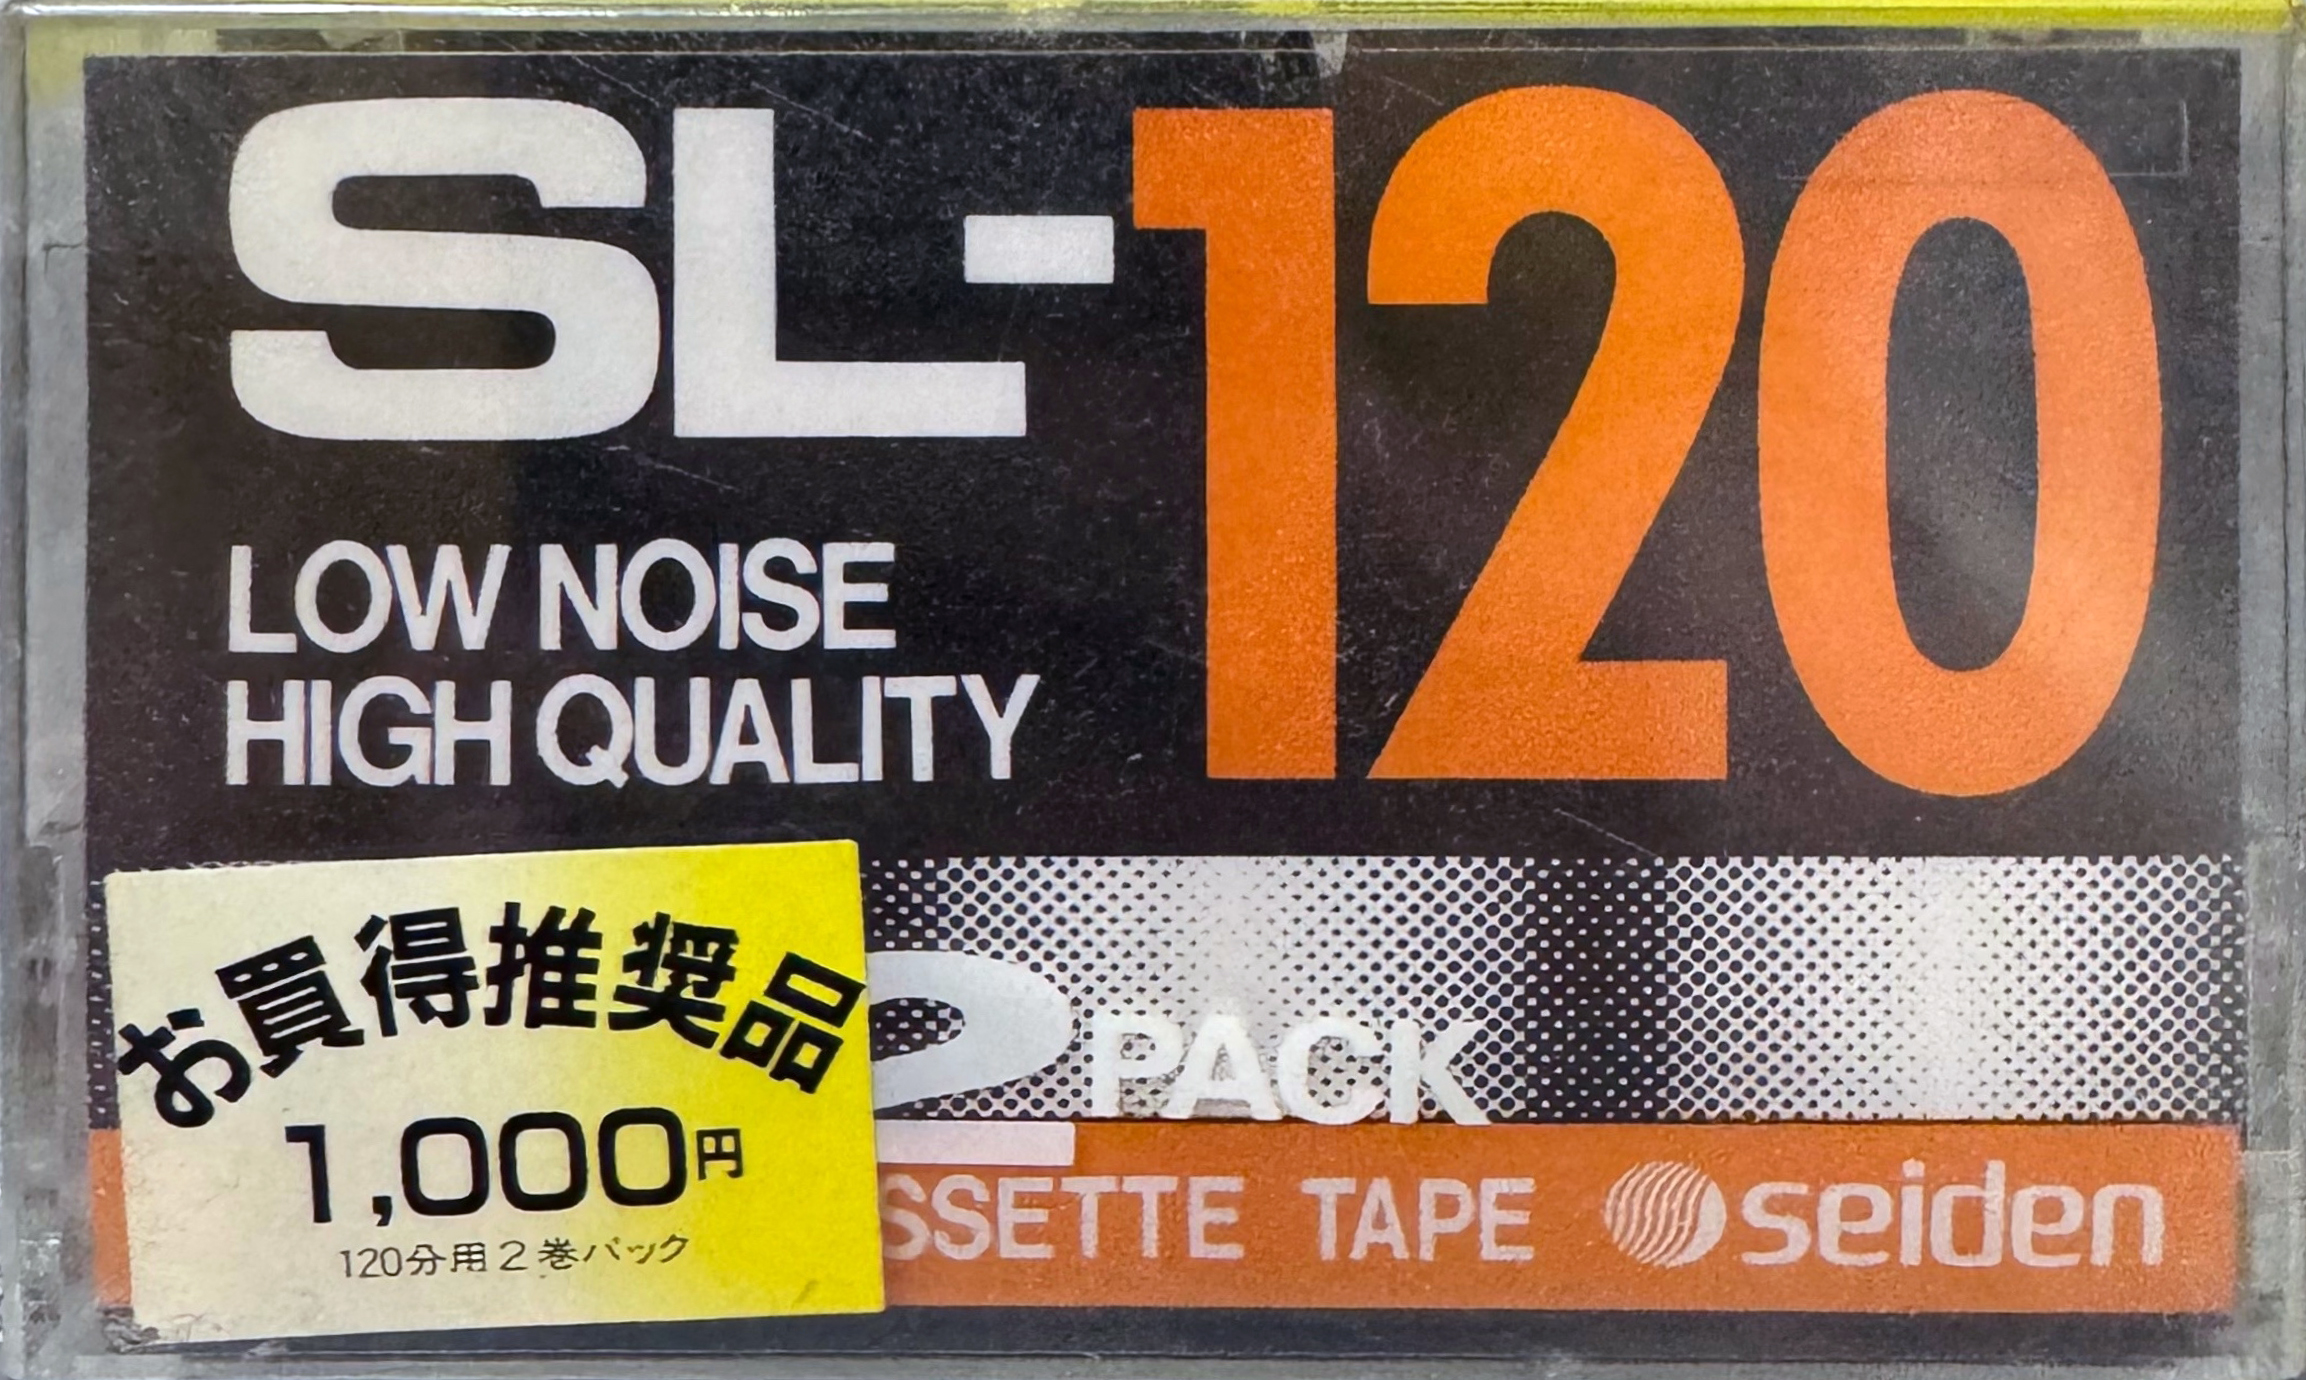 SL-120
LOW NOISE
HIGH QUALITY
お買得推奨品
1,000円
120分用2巻パック
2 PACK
SSETTE TAPE seiden